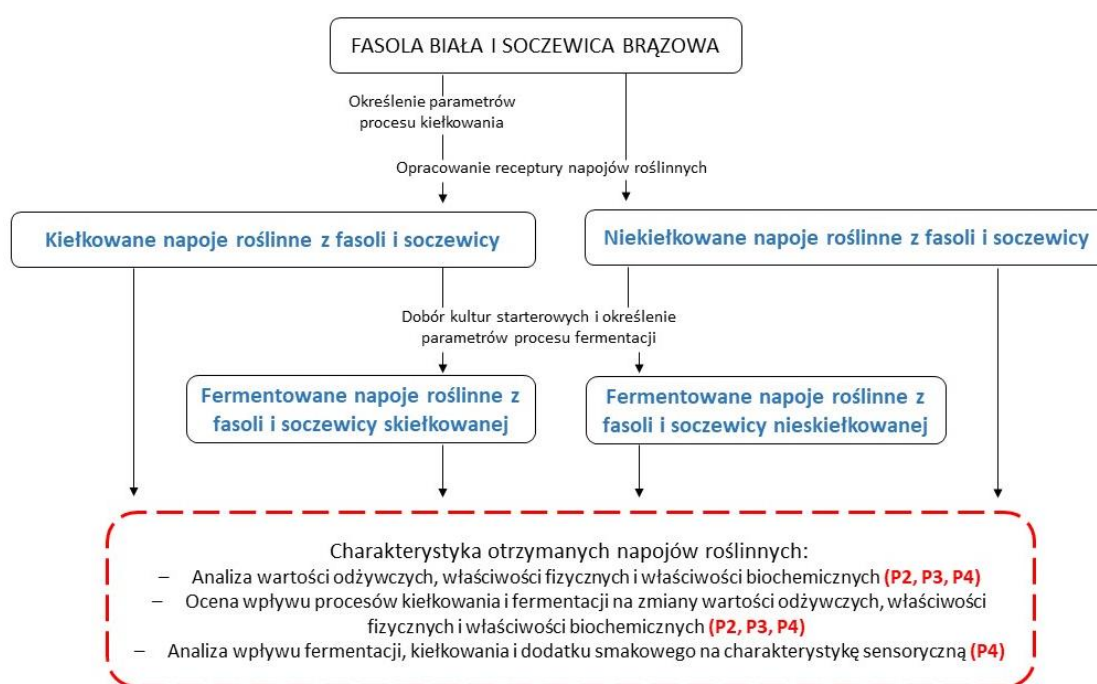 FASOLA BIAŁA I SOCZEWICA BRĄZOWA
Określenie parametrów
procesu kiełkowania
Opracowanie receptury napojów roślinnych
Kiełkowane napoje roślinne z fasoli i soczewicy
Niekiełkowane napoje roślinne z fasoli i soczewicy
Dobór kultur starterowych i określenie
parametrów procesu fermentacji
Fermentowane napoje roślinne z
fasoli i soczewicy skiełkowanej
Fermentowane napoje roślinne z
fasoli i soczewicy nieskiełkowanej
Charakterystyka otrzymanych napojów roślinnych:
– Analiza wartości odżywczych, właściwości fizycznych i właściwości biochemicznych (P2, P3, P4)
– Ocena wpływu procesów kiełkowania i fermentacji na zmiany wartości odżywczych, właściwości
fizycznych i właściwości biochemicznych (P2, P3, P4)
– Analiza wpływu fermentacji, kiełkowania i dodatku smakowego na charakterystykę sensoryczną (P4)